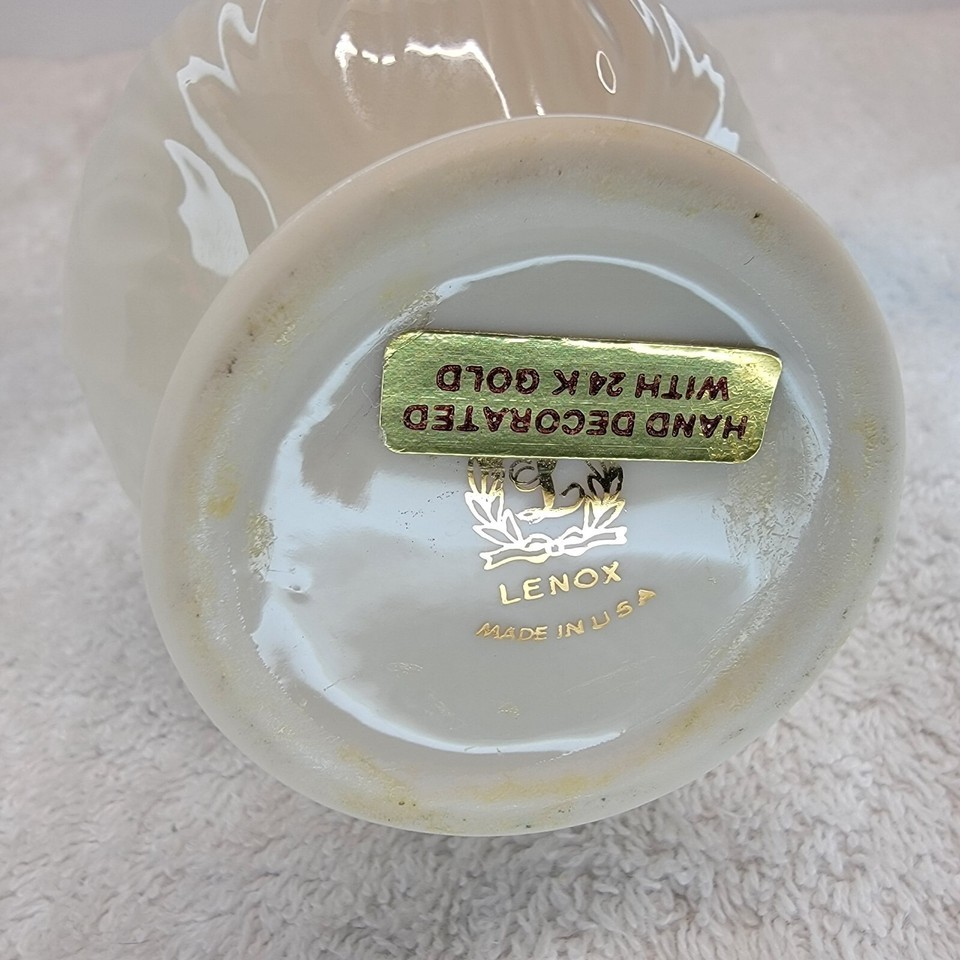 HAND DECORATED
WITH 24 K GOLD
L
LENOX
MADE IN USA